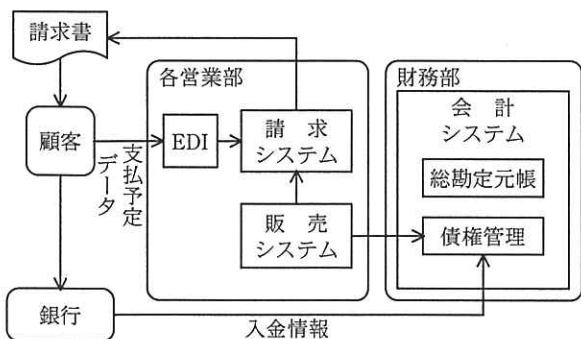 請求書
各営業部
財務部
会計
システム
顧客
EDI
請求
システム
支払予定
データ
総勘定元帳
販売
システム
債権管理
銀行
入金情報